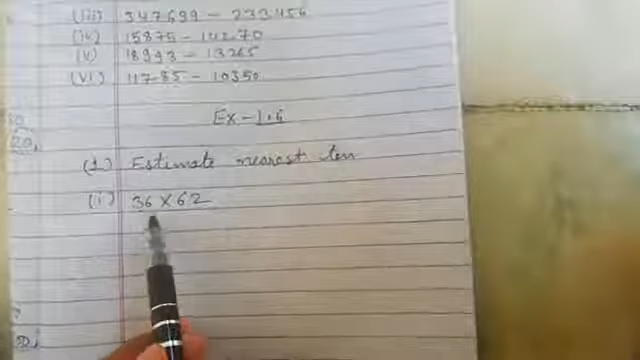 (iii) 347699 - 233456
(iv) 15875 - 14270
(v) 18993 - 13265
(vi) 11785 - 10350
Ex - 1.6
(1) Estimate nearest ten
(i) 36 x 62